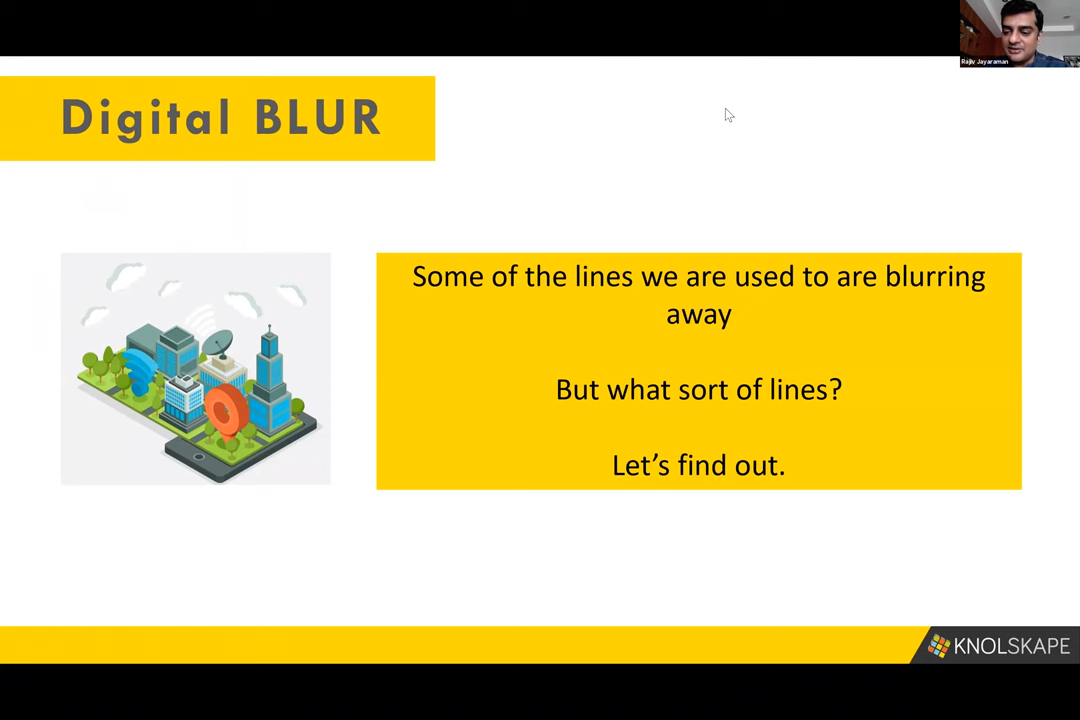 Rajiv Jayaraman
Digital BLUR
Some of the lines we are used to are blurring
away
But what sort of lines?
Let’s find out.
KNOLSKAPE